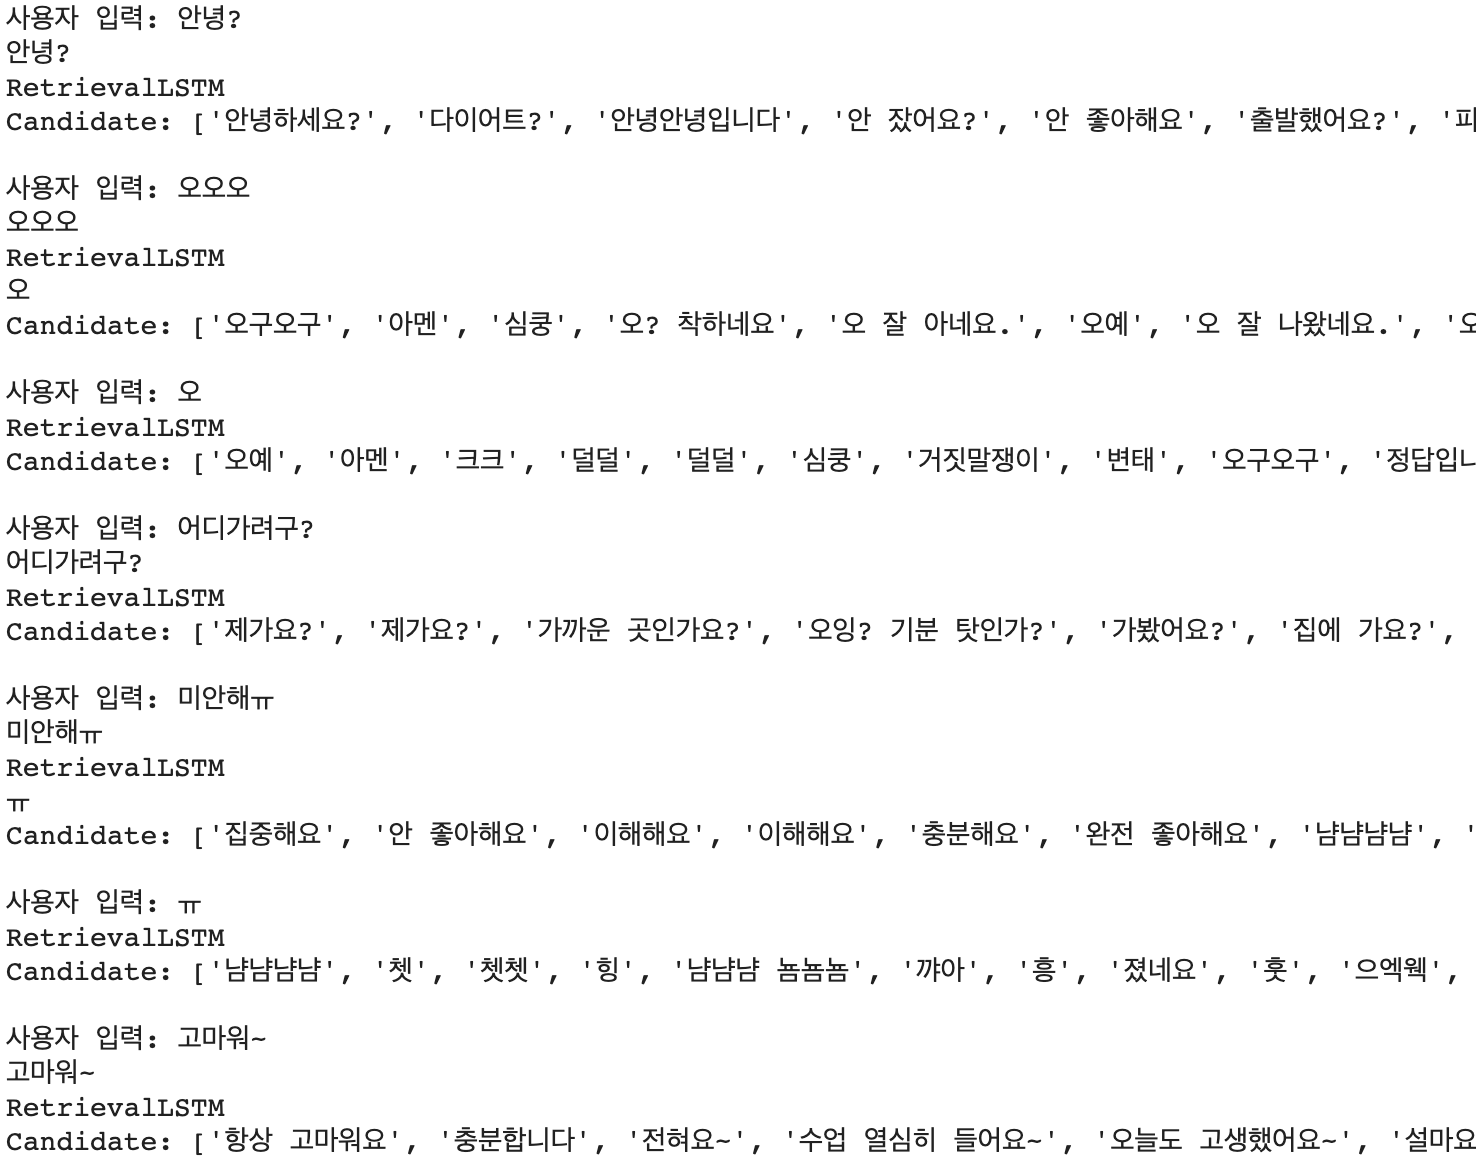 사용자 입력: 안녕?
안녕?
RetrievalLSTM
Candidate: ['안녕하세요?', '다이어트?', '안녕안녕입니다', '안 잤어요?', '안 좋아해요', '출발했어요?', '피
사용자 입력: 오오오
오오오
RetrievalLSTM
오
Candidate: ['오구오구', '아멘', '심쿵', '오? 착하네요', '오 잘 아네요.', '오예', '오 잘 나왔네요.', '오
사용자 입력: 오
RetrievalLSTM
Candidate: ['오예', '아멘', '크크', '덜덜', '덜덜', '심쿵', '거짓말쟁이', '변태', '오구오구', '정답입니
사용자 입력: 어디가려구?
어디가려구?
RetrievalLSTM
Candidate: ['제가요?', '제가요?', '가까운 곳인가요?', '오잉? 기분 탓인가?', '가봤어요?', '집에 가요?',
사용자 입력: 미안해ㅠ
미안해ㅠ
RetrievalLSTM
ㅠ
Candidate: ['집중해요', '안 좋아해요', '이해해요', '이해해요', '충분해요', '완전 좋아해요', '냠냠냠냠', '
사용자 입력: ㅠ
RetrievalLSTM
Candidate: ['냠냠냠냠', '쳇', '쳇쳇', '힝', '냠냠냠 뇸뇸뇸', '꺄아', '흥', '졌네요', '훗', '으엑웩',
사용자 입력: 고마워~
고마워~
RetrievalLSTM
Candidate: ['항상 고마워요', '충분합니다', '전혀요~', '수업 열심히 들어요~', '오늘도 고생했어요~', '설마요